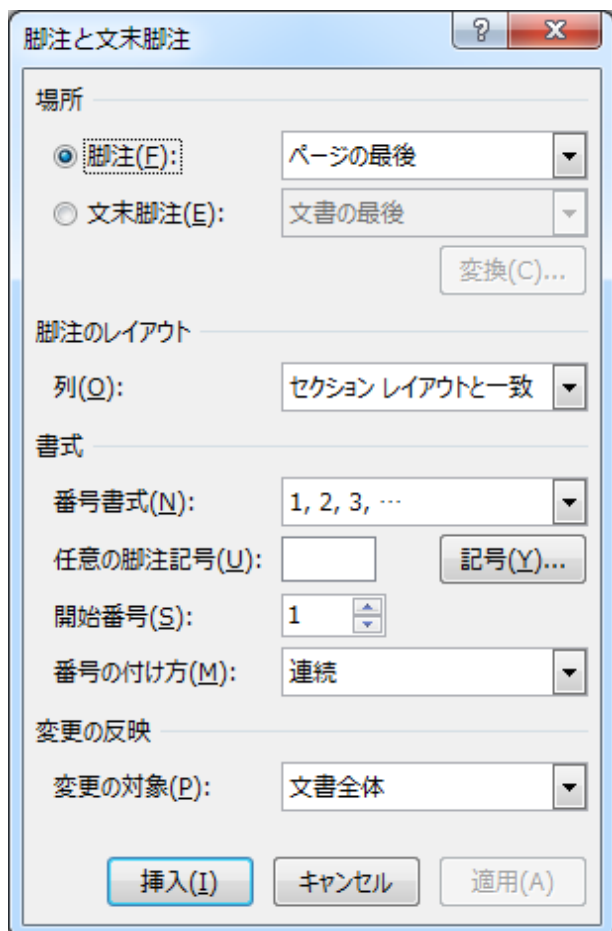 脚注と文末脚注
場所
脚注(F): ページの最後
文末脚注(E): 文書の最後
変換(C)...
脚注のレイアウト
列(O): セクション レイアウトと一致
書式
番号書式(N): 1, 2, 3, …
任意の脚注記号(U): 記号(Y)...
開始番号(S): 1
番号の付け方(M): 連続
変更の反映
変更の対象(P): 文書全体
挿入(I) キャンセル 適用(A)